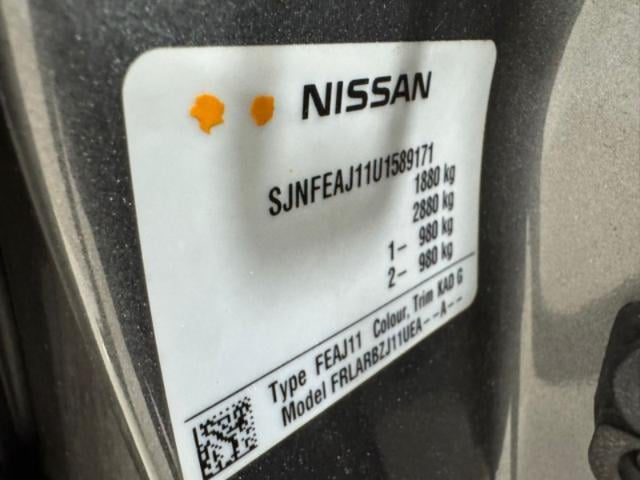 NISSAN
SJNFEAJ11U1589171
1880 kg
2880 kg
1- 980 kg
2- 980 kg
Type FEAJ11 Colour, Trim KAD G
Model FRLARBZJ11UEA--A--